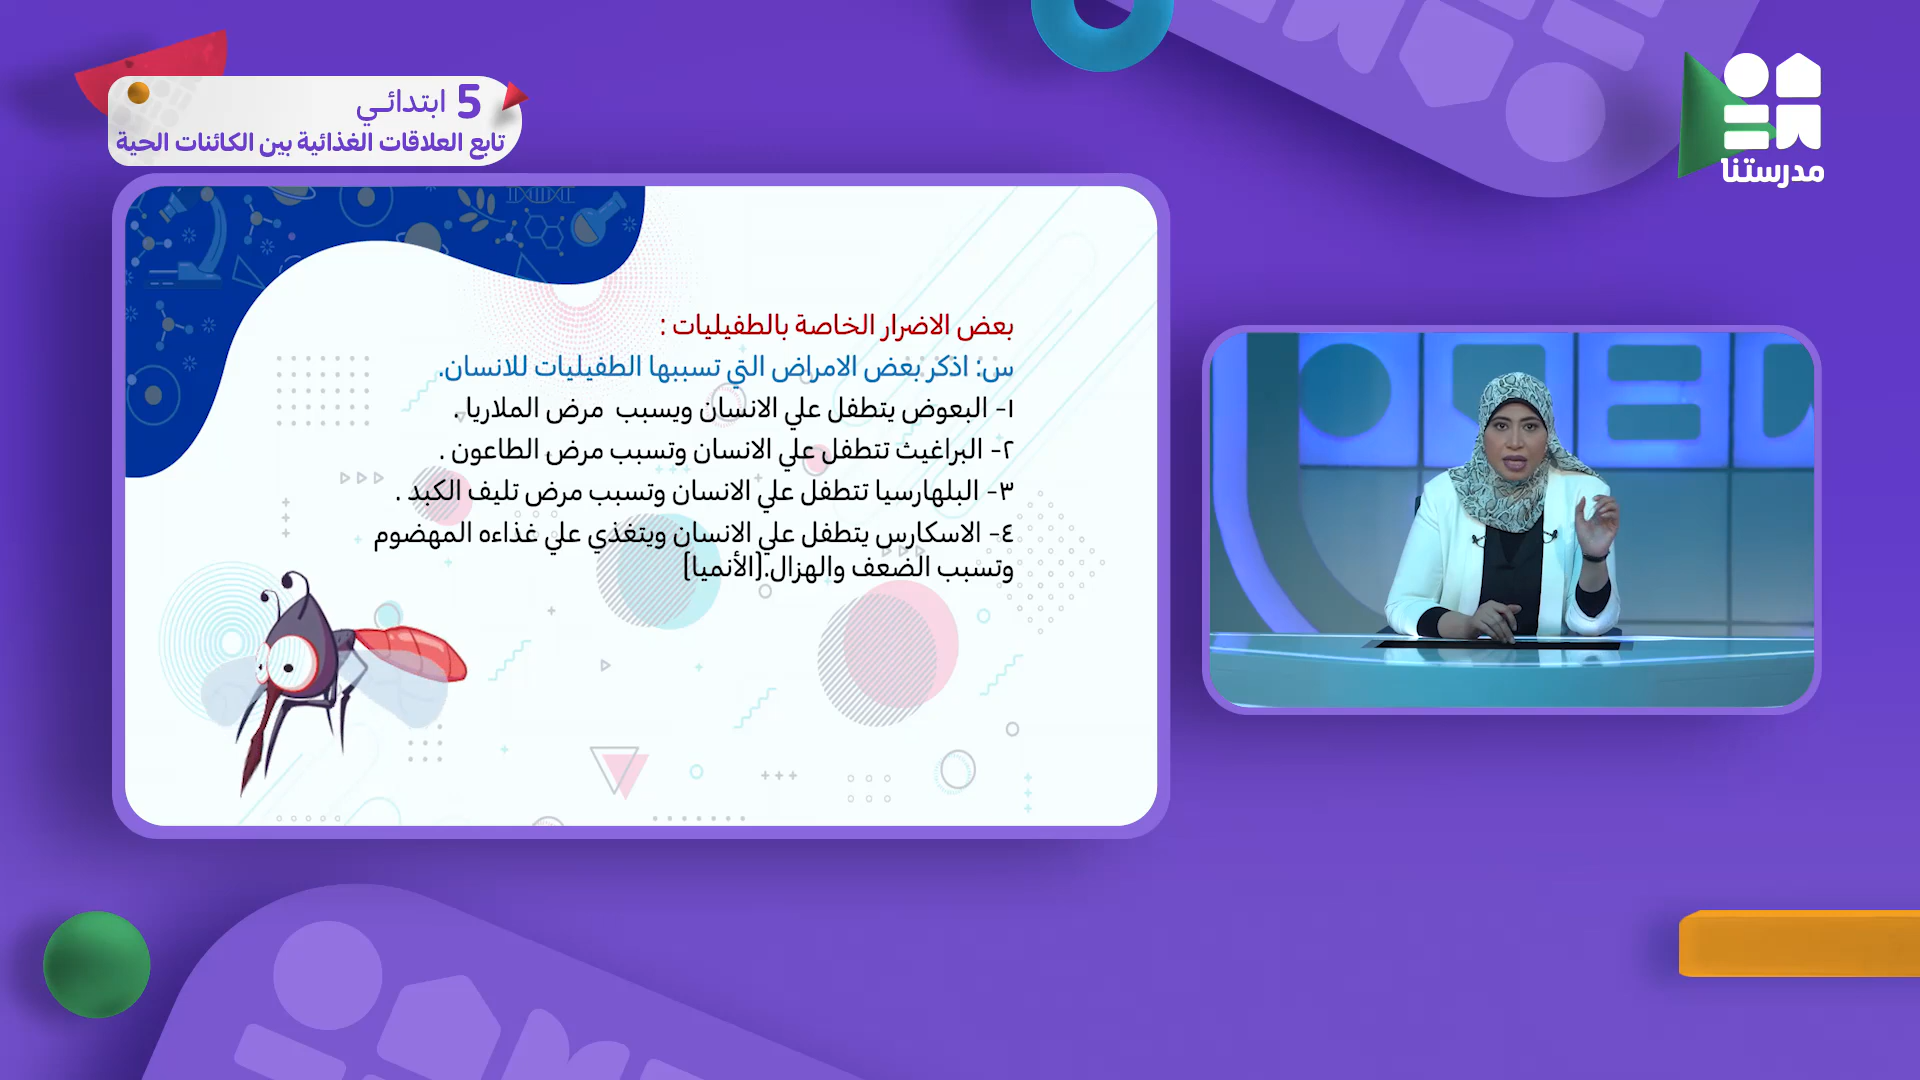 5 ابتدائي
تابع العلاقات الغذائية بين الكائنات الحية
مدرستنا
بعض الاضرار الخاصة بالطفيليات :
س: اذكر بعض الامراض التي تسببها الطفيليات للانسان.
١- البعوض يتطفل علي الانسان ويسبب مرض الملاريا .
٢- البراغيث تتطفل علي الانسان وتسبب مرض الطاعون .
٣- البلهارسيا تتطفل علي الانسان وتسبب مرض تليف الكبد .
٤- الاسكارس يتطفل علي الانسان ويتغذي علي غذاءه المهضوم
وتسبب الضعف والهزال.(الأنميا)